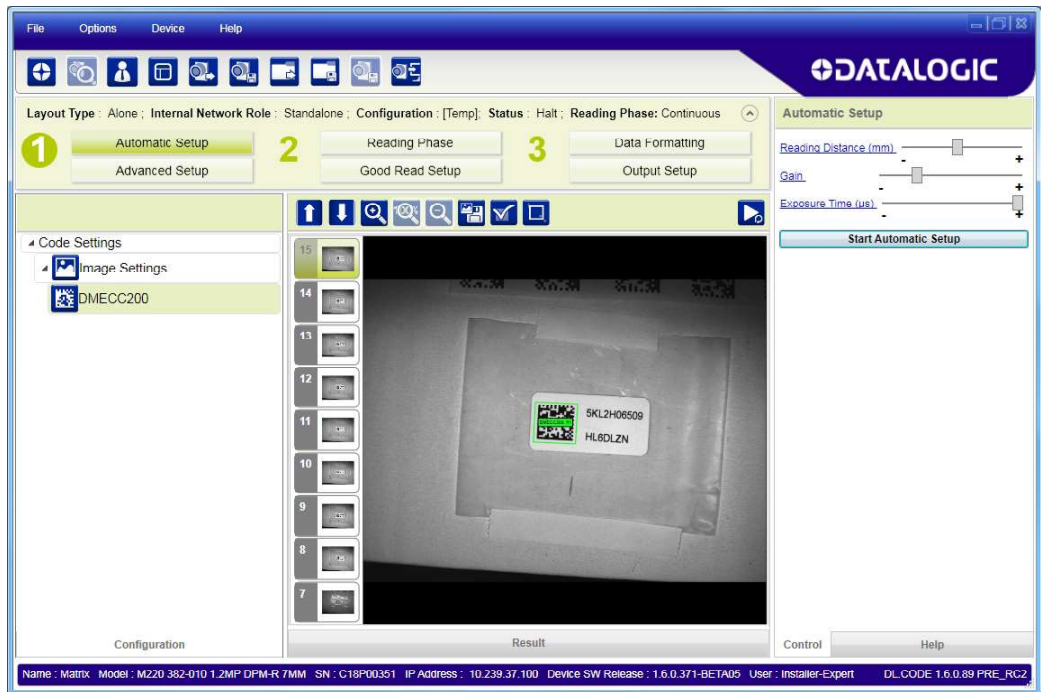 File Options Device Help
DATALOGIC
Layout Type : Alone ; Internal Network Role : Standalone ; Configuration : [Temp]; Status : Halt ; Reading Phase: Continuous
1 Automatic Setup 2 Reading Phase 3 Data Formatting
Advanced Setup Good Read Setup Output Setup
Automatic Setup
Reading Distance (mm)
- +
Gain
- +
Exposure Time (µs)
- +
Start Automatic Setup
Code Settings
Image Settings
DMECC200
100%
15
14
13
12
11
10
9
8
7
5KL2H06509
HL6DLZN
Configuration
Result
Control Help
Name : Matrix Model : M220 382-010 1.2MP DPM-R 7MM SN : C18P00351 IP Address : 10.239.37.100 Device SW Release : 1.6.0.371-BETA05 User : Installer-Expert DL.CODE 1.6.0.89 PRE_RC2